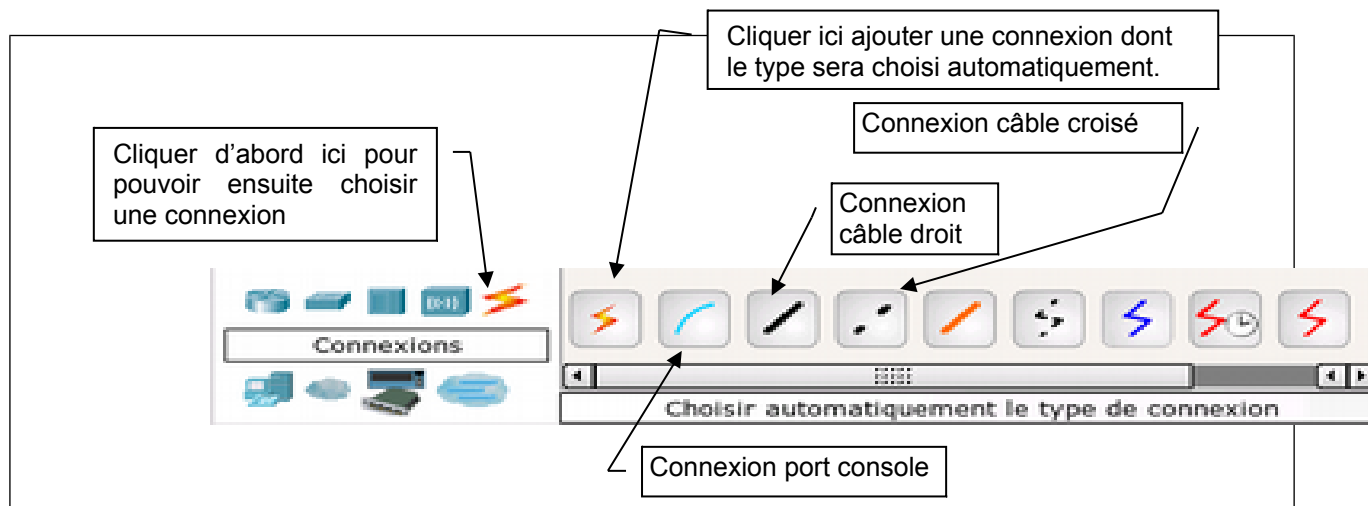 Cliquer ici ajouter une connexion dont
le type sera choisi automatiquement.
Connexion câble croisé
Cliquer d'abord ici pour
pouvoir ensuite choisir
une connexion
Connexion
câble droit
Connexions
Choisir automatiquement le type de connexion
Connexion port console